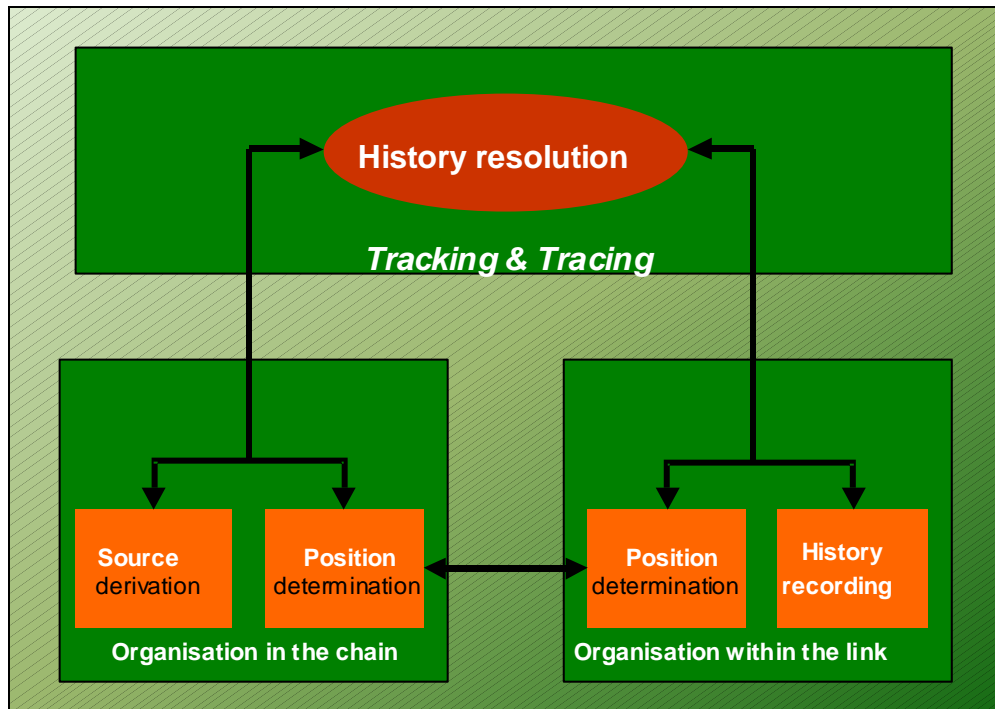 History resolution
Tracking & Tracing
Source
derivation
Position
determination
Position
determination
History
recording
Organisation in the chain
Organisation within the link